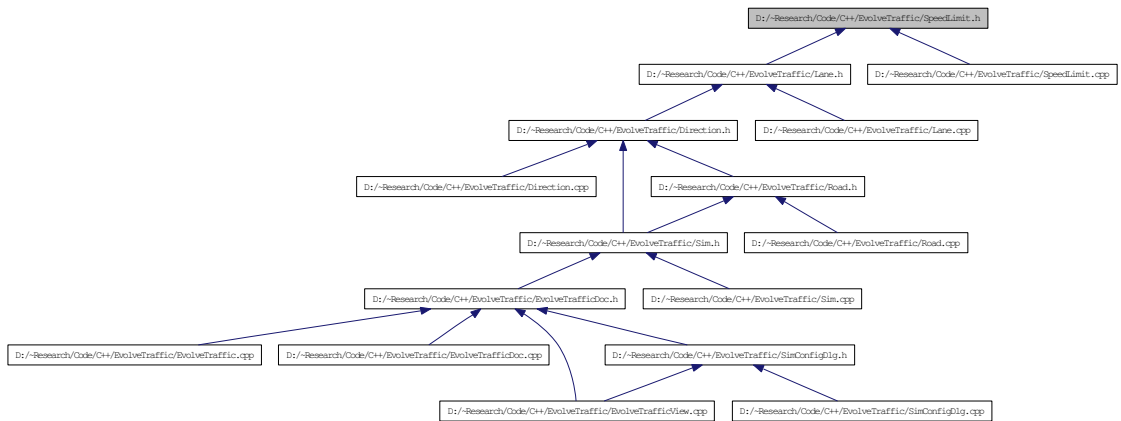 D:/~Research/Code/C++/EvolveTraffic/SpeedLimit.h
D:/~Research/Code/C++/EvolveTraffic/Lane.h
D:/~Research/Code/C++/EvolveTraffic/SpeedLimit.cpp
D:/~Research/Code/C++/EvolveTraffic/Direction.h
D:/~Research/Code/C++/EvolveTraffic/Lane.cpp
D:/~Research/Code/C++/EvolveTraffic/Direction.cpp
D:/~Research/Code/C++/EvolveTraffic/Road.h
D:/~Research/Code/C++/EvolveTraffic/Sim.h
D:/~Research/Code/C++/EvolveTraffic/Road.cpp
D:/~Research/Code/C++/EvolveTraffic/EvolveTrafficDoc.h
D:/~Research/Code/C++/EvolveTraffic/Sim.cpp
D:/~Research/Code/C++/EvolveTraffic/EvolveTraffic.cpp
D:/~Research/Code/C++/EvolveTraffic/EvolveTrafficDoc.cpp
D:/~Research/Code/C++/EvolveTraffic/SimConfigDlg.h
D:/~Research/Code/C++/EvolveTraffic/EvolveTrafficView.cpp
D:/~Research/Code/C++/EvolveTraffic/SimConfigDlg.cpp